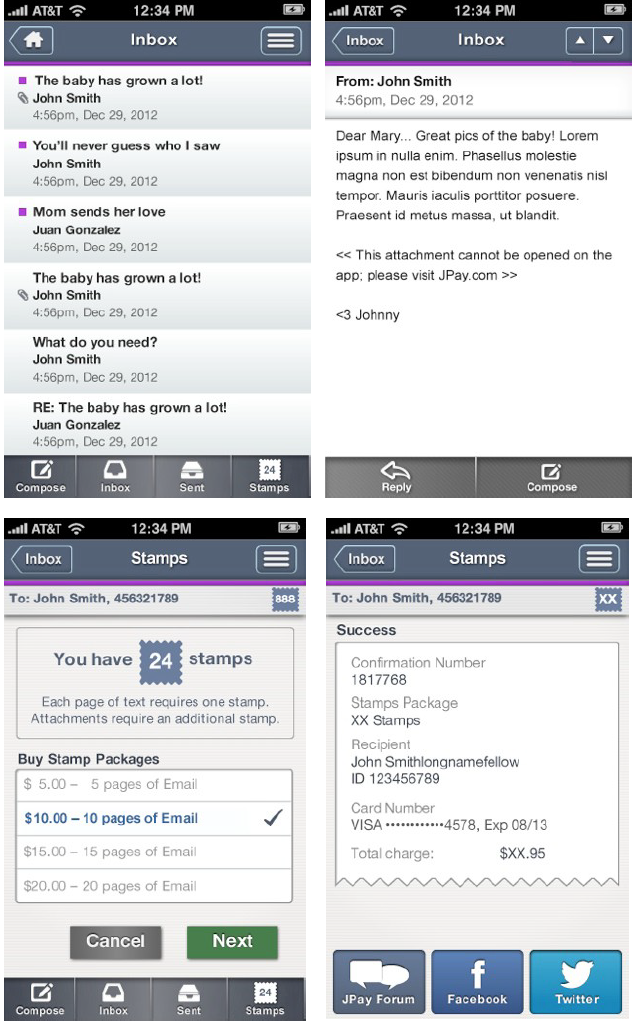 AT&T 12:34 PM
Inbox
The baby has grown a lot!
John Smith
4:56pm, Dec 29, 2012
You'll never guess who I saw
John Smith
4:56pm, Dec 29, 2012
Mom sends her love
Juan Gonzalez
4:56pm, Dec 29, 2012
The baby has grown a lot!
John Smith
4:56pm, Dec 29, 2012
What do you need?
John Smith
4:56pm, Dec 29, 2012
RE: The baby has grown a lot!
Juan Gonzalez
4:56pm, Dec 29, 2012
24
Compose Inbox Sent Stamps
AT&T 12:34 PM
Inbox Inbox
From: John Smith
4:56pm, Dec 29, 2012
Dear Mary... Great pics of the baby! Lorem
ipsum in nulla enim. Phasellus molestie
magna non est bibendum non venenatis nisl
tempor. Mauris iaculis porttitor posuere.
Praesent id metus massa, ut blandit.
<< This attachment cannot be opened on the
app; please visit JPay.com >>
<3 Johnny
Reply Compose
AT&T 12:34 PM
Inbox Stamps
To: John Smith, 456321789 888
You have 24 stamps
Each page of text requires one stamp.
Attachments require an additional stamp.
Buy Stamp Packages
$ 5.00 – 5 pages of Email
$10.00 – 10 pages of Email
$15.00 – 15 pages of Email
$20.00 – 20 pages of Email
Cancel Next
24
Compose Inbox Sent Stamps
AT&T 12:34 PM
Inbox Stamps
To: John Smith, 456321789 XX
Success
Confirmation Number
1817768
Stamps Package
XX Stamps
Recipient
John Smithlongnamefellow
ID 123456789
Card Number
VISA ••••••••••••4578, Exp 08/13
Total charge: $XX.95
JPay Forum Facebook Twitter